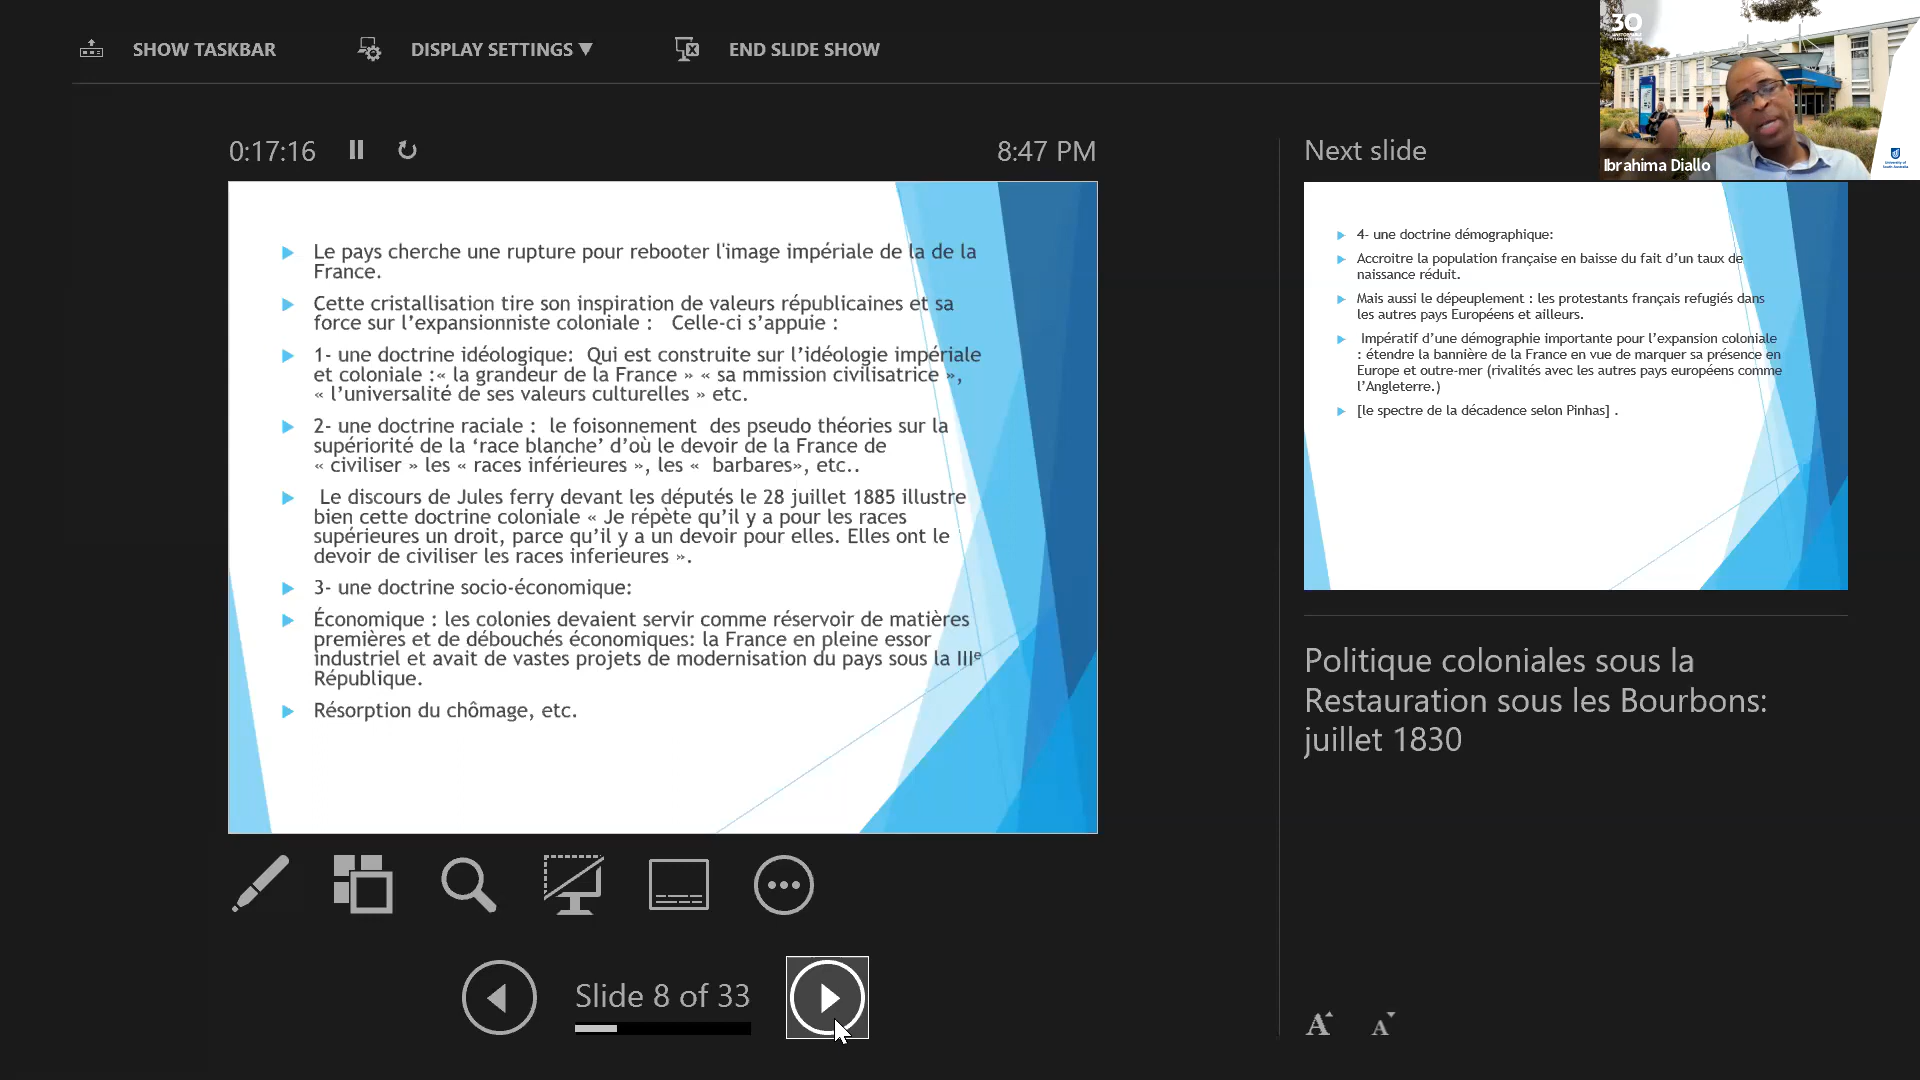 SHOW TASKBAR
DISPLAY SETTINGS ▼
END SLIDE SHOW
0:17:16
8:47 PM
Le pays cherche une rupture pour rebooter l'image impériale de la de la
France.
Cette cristallisation tire son inspiration de valeurs républicaines et sa
force sur l’expansionniste coloniale : Celle-ci s’appuie :
1- une doctrine idéologique: Qui est construite sur l’idéologie impériale
et coloniale :« la grandeur de la France » « sa mmission civilisatrice »,
« l’universalité de ses valeurs culturelles » etc.
2- une doctrine raciale : le foisonnement des pseudo théories sur la
supériorité de la ‘race blanche’ d’où le devoir de la France de
« civiliser » les « races inférieures », les « barbares», etc..
Le discours de Jules ferry devant les députés le 28 juillet 1885 illustre
bien cette doctrine coloniale « Je répète qu’il y a pour les races
supérieures un droit, parce qu’il y a un devoir pour elles. Elles ont le
devoir de civiliser les races inferieures ».
3- une doctrine socio-économique:
Économique : les colonies devaient servir comme réservoir de matières
premières et de débouchés économiques: la France en pleine essor
industriel et avait de vastes projets de modernisation du pays sous la IIIᵉ
République.
Résorption du chômage, etc.
Slide 8 of 33
Next slide
4- une doctrine démographique:
Accroitre la population française en baisse du fait d’un taux de
naissance réduit.
Mais aussi le dépeuplement : les protestants français refugiés dans
les autres pays Européens et ailleurs.
Impératif d’une démographie importante pour l’expansion coloniale
: étendre la bannière de la France en vue de marquer sa présence en
Europe et outre-mer (rivalités avec les autres pays européens comme
l’Angleterre.)
[le spectre de la décadence selon Pinhas] .
Politique coloniales sous la
Restauration sous les Bourbons:
juillet 1830
A A
30
Ibrahima Diallo
University of
South Australia